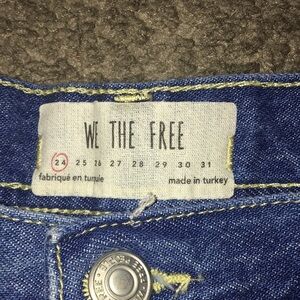 WE THE FREE
24 25 26 27 28 29 30 31
fabriqué en turquie
made in turkey